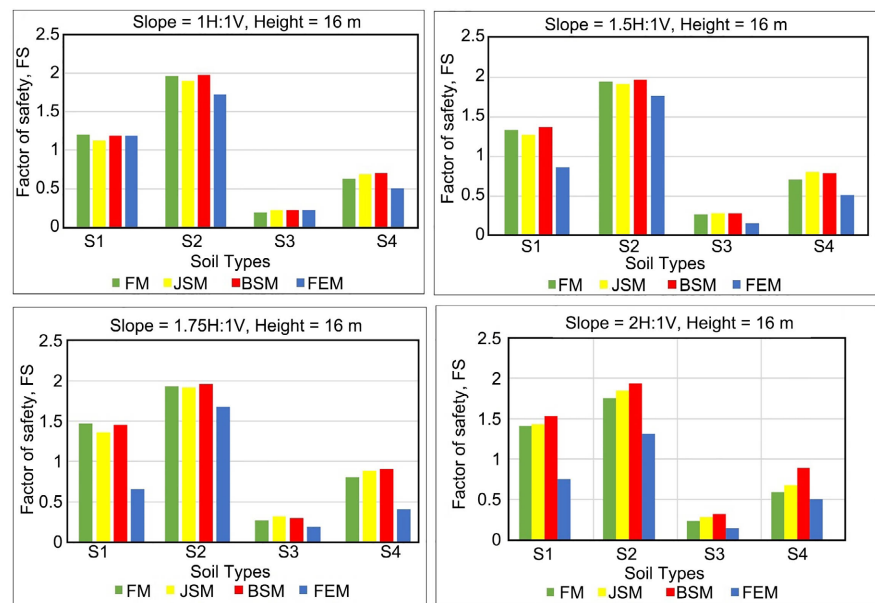 Slope = 1H:1V, Height = 16 m
Factor of safety, FS
2.5
2
1.5
1
0.5
0
S1 S2 S3 S4
Soil Types
FM JSM BSM FEM
Slope = 1.5H:1V, Height = 16 m
Factor of safety, FS
2.5
2
1.5
1
0.5
0
S1 S2 S3 S4
Soil Types
FM JSM BSM FEM
Slope = 1.75H:1V, Height = 16 m
Factor of safety, FS
2.5
2
1.5
1
0.5
0
S1 S2 S3 S4
Soil Types
FM JSM BSM FEM
Slope = 2H:1V, Height = 16 m
Factor of safety, FS
2.5
2
1.5
1
0.5
0
S1 S2 S3 S4
Soil Types
FM JSM BSM FEM